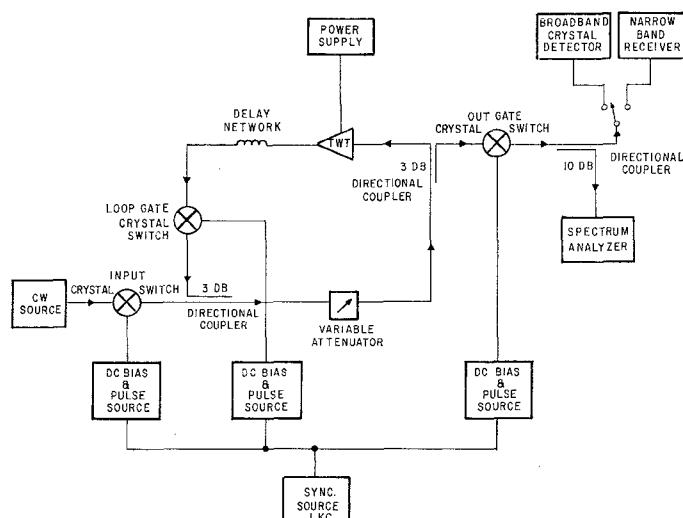 BROADBAND
CRYSTAL
DETECTOR
NARROW
BAND
RECEIVER
POWER
SUPPLY
DELAY
NETWORK
TWT
OUT GATE
CRYSTAL SWITCH
3 DB
DIRECTIONAL
COUPLER
10 DB
DIRECTIONAL
COUPLER
LOOP GATE
CRYSTAL
SWITCH
SPECTRUM
ANALYZER
CW
SOURCE
INPUT
CRYSTAL SWITCH
3 DB
DIRECTIONAL
COUPLER
VARIABLE
ATTENUATOR
DC BIAS
&
PULSE
SOURCE
DC BIAS
&
PULSE
SOURCE
DC BIAS
&
PULSE
SOURCE
SYNC.
SOURCE
1 KC